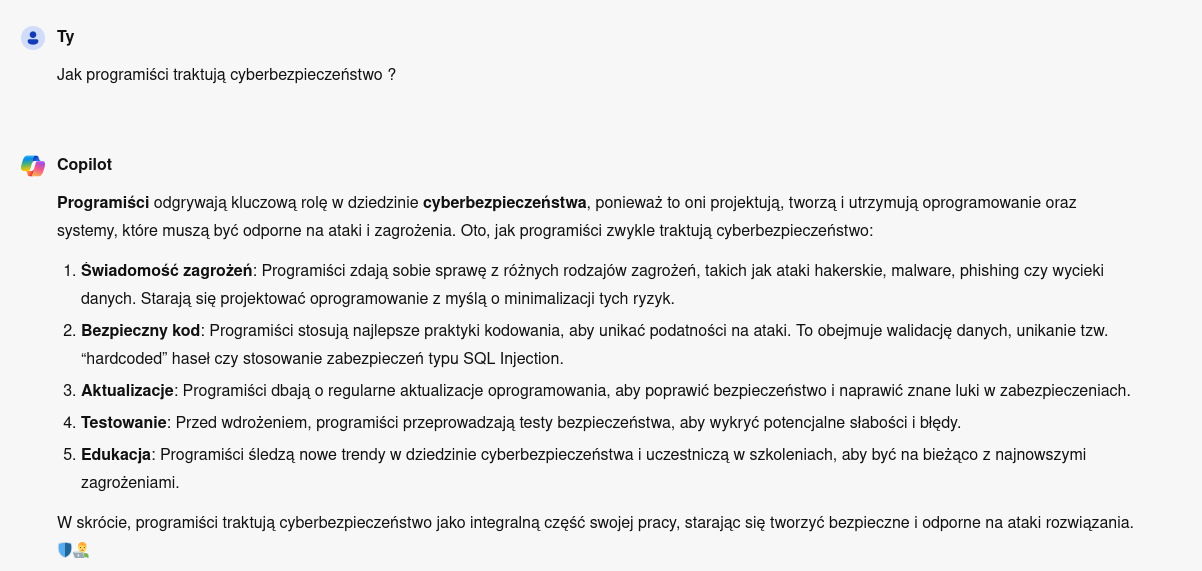 Ty
Jak programiści traktują cyberbezpieczeństwo ?
Copilot
Programiści odgrywają kluczową rolę w dziedzinie cyberbezpieczeństwa, ponieważ to oni projektują, tworzą i utrzymują oprogramowanie oraz
systemy, które muszą być odporne na ataki i zagrożenia. Oto, jak programiści zwykle traktują cyberbezpieczeństwo:
1. Świadomość zagrożeń: Programiści zdają sobie sprawę z różnych rodzajów zagrożeń, takich jak ataki hakerskie, malware, phishing czy wycieki
danych. Starają się projektować oprogramowanie z myślą o minimalizacji tych ryzyk.
2. Bezpieczny kod: Programiści stosują najlepsze praktyki kodowania, aby unikać podatności na ataki. To obejmuje walidację danych, unikanie tzw.
“hardcoded” haseł czy stosowanie zabezpieczeń typu SQL Injection.
3. Aktualizacje: Programiści dbają o regularne aktualizacje oprogramowania, aby poprawić bezpieczeństwo i naprawić znane luki w zabezpieczeniach.
4. Testowanie: Przed wdrożeniem, programiści przeprowadzają testy bezpieczeństwa, aby wykryć potencjalne słabości i błędy.
5. Edukacja: Programiści śledzą nowe trendy w dziedzinie cyberbezpieczeństwa i uczestniczą w szkoleniach, aby być na bieżąco z najnowszymi
zagrożeniami.
W skrócie, programiści traktują cyberbezpieczeństwo jako integralną część swojej pracy, starając się tworzyć bezpieczne i odporne na ataki rozwiązania.